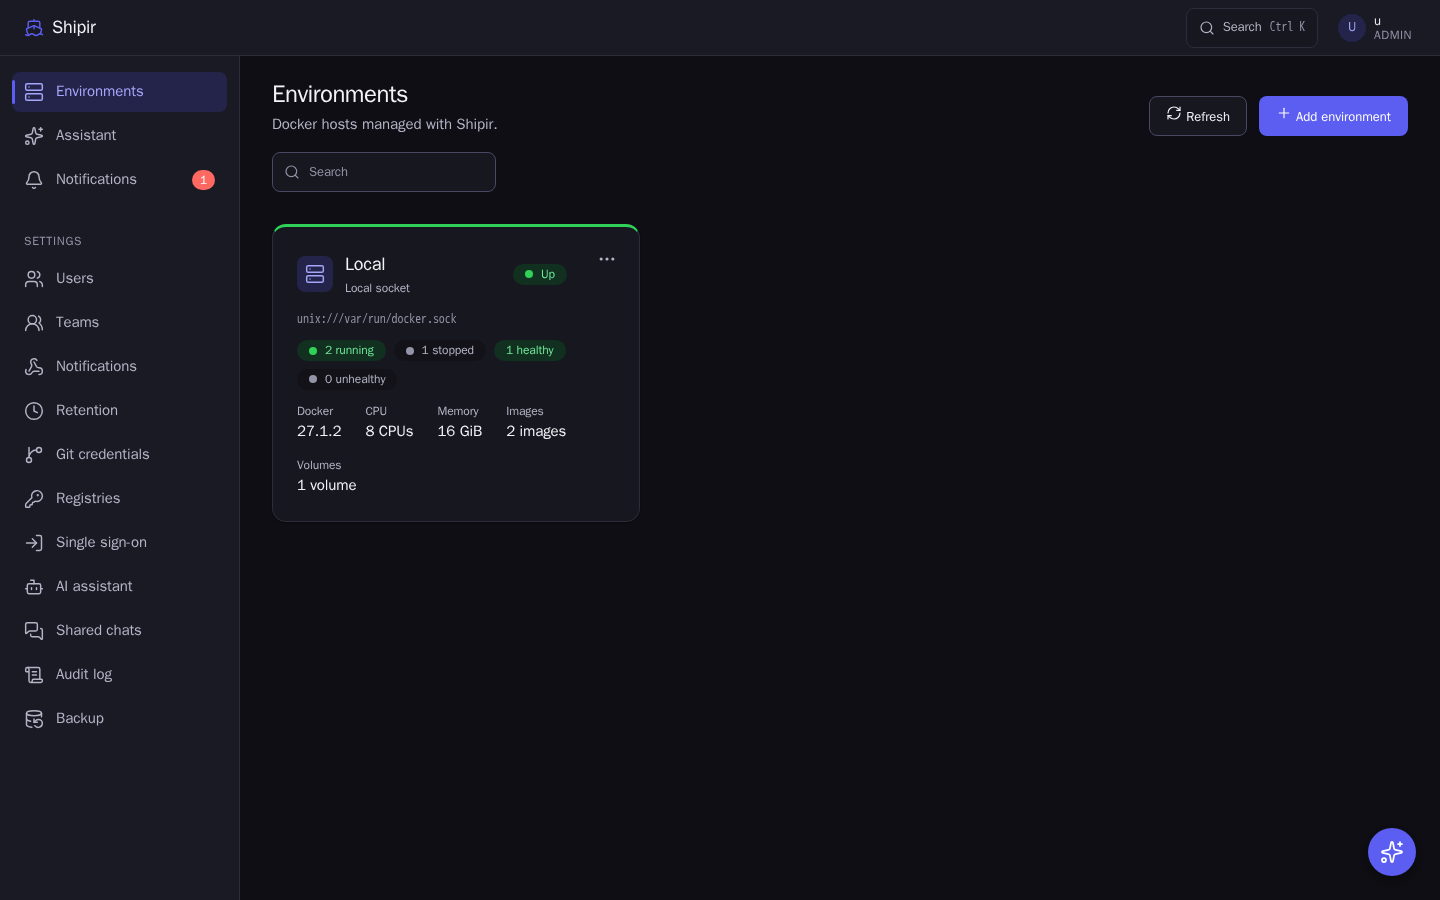 Shipir
Search Ctrl K
U
u
ADMIN
Environments
Assistant
Notifications
1
SETTINGS
Users
Teams
Notifications
Retention
Git credentials
Registries
Single sign-on
AI assistant
Shared chats
Audit log
Backup
Environments
Docker hosts managed with Shipir.
Refresh
Add environment
Search
Local
Local socket
Up
unix:///var/run/docker.sock
2 running
1 stopped
1 healthy
0 unhealthy
Docker CPU Memory Images
27.1.2 8 CPUs 16 GiB 2 images
Volumes
1 volume